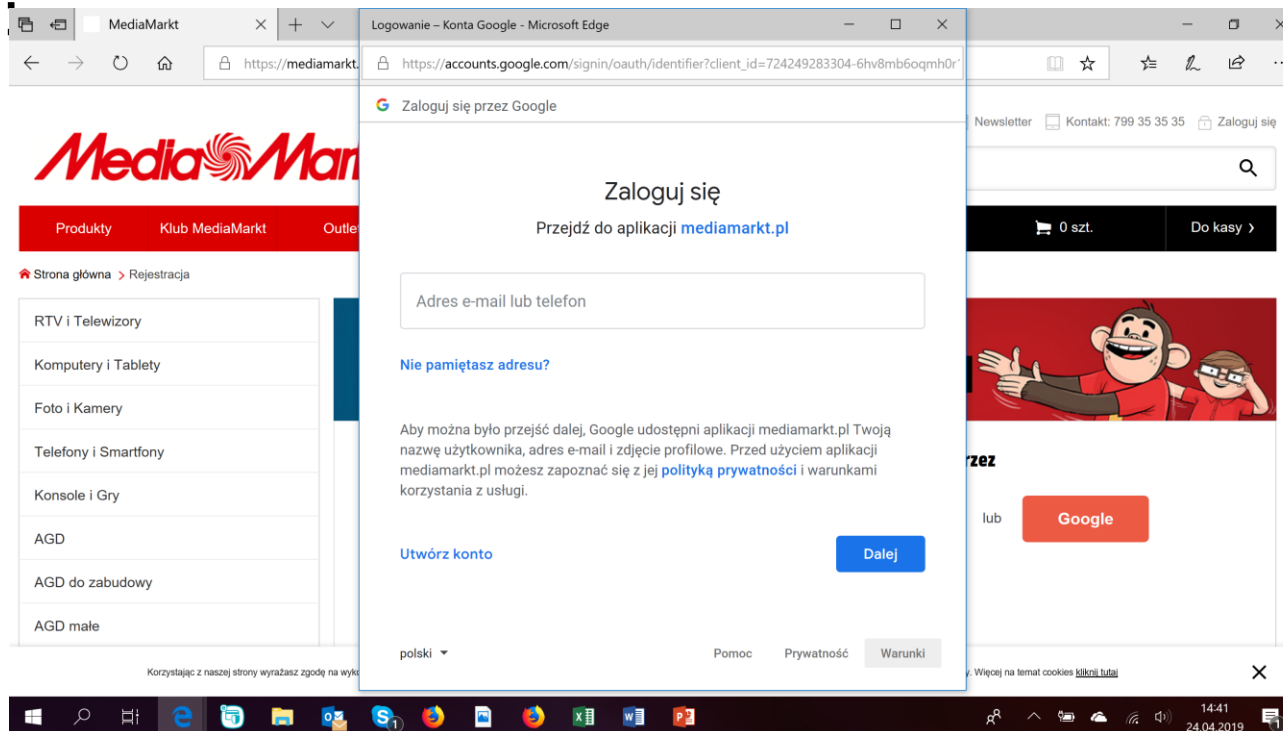 MediaMarkt
Logowanie – Konta Google - Microsoft Edge
https://mediamarkt.
https://accounts.google.com/signin/oauth/identifier?client_id=724249283304-6hv8mb6oqmh0r
Zaloguj się przez Google
Newsletter
Kontakt: 799 35 35 35
Zaloguj się
Media Mar
Zaloguj się
Przejdź do aplikacji mediamarkt.pl
Produkty
Klub MediaMarkt
Outlet
0 szt.
Do kasy
Strona główna > Rejestracja
Adres e-mail lub telefon
RTV i Telewizory
Komputery i Tablety
Nie pamiętasz adresu?
Foto i Kamery
Telefony i Smartfony
Aby można było przejść dalej, Google udostępni aplikacji mediamarkt.pl Twoją
nazwę użytkownika, adres e-mail i zdjęcie profilowe. Przed użyciem aplikacji
mediamarkt.pl możesz zapoznać się z jej polityką prywatności i warunkami
korzystania z usługi.
rzez
Konsole i Gry
lub
Google
AGD
Utwórz konto
Dalej
AGD do zabudowy
AGD małe
polski
Pomoc
Prywatność
Warunki
Korzystając z naszej strony wyrażasz zgodę na wyko
y. Więcej na temat cookies kliknij tutaj
14:41
24.04.2019